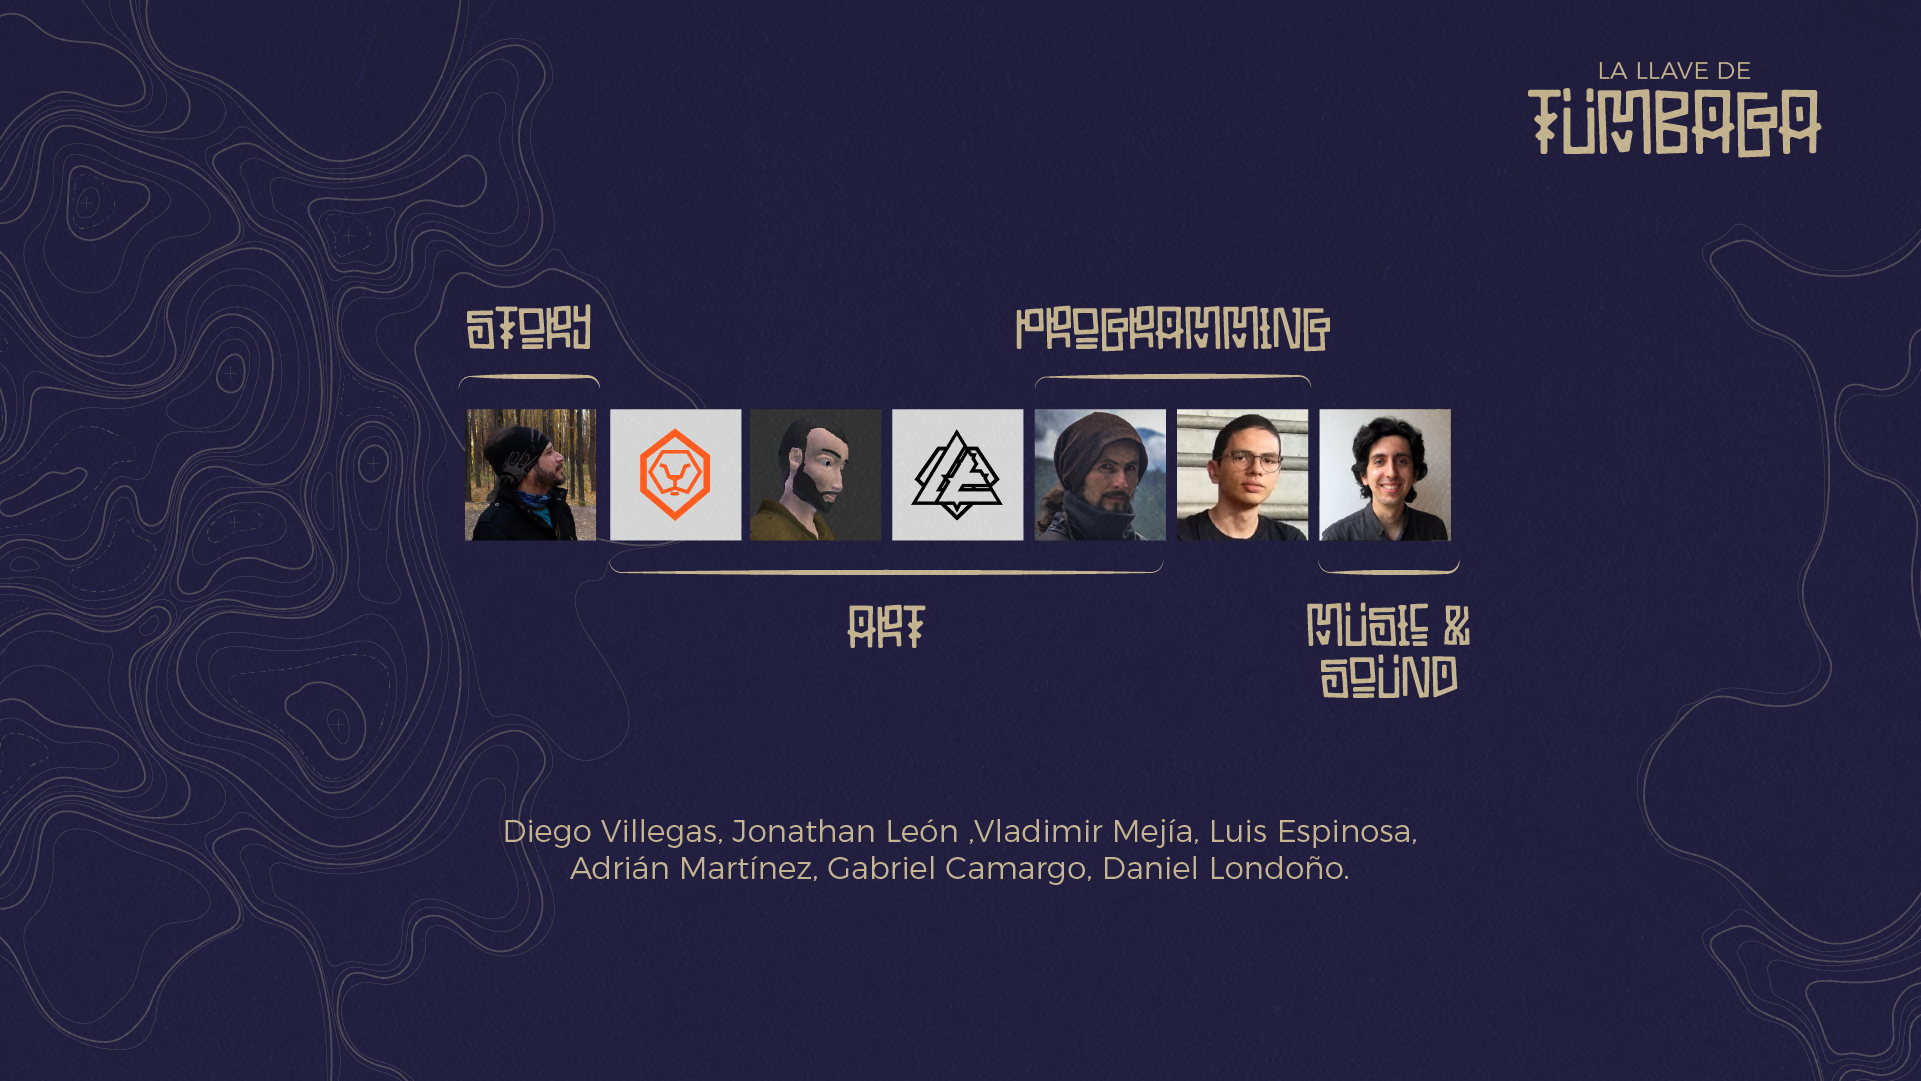 LA LLAVE DE
TUMBAGA
STORY
PROGRAMMING
ART
MUSIC &
SOUND
Diego Villegas, Jonathan León ,Vladimir Mejía, Luis Espinosa,
Adrián Martínez, Gabriel Camargo, Daniel Londoño.